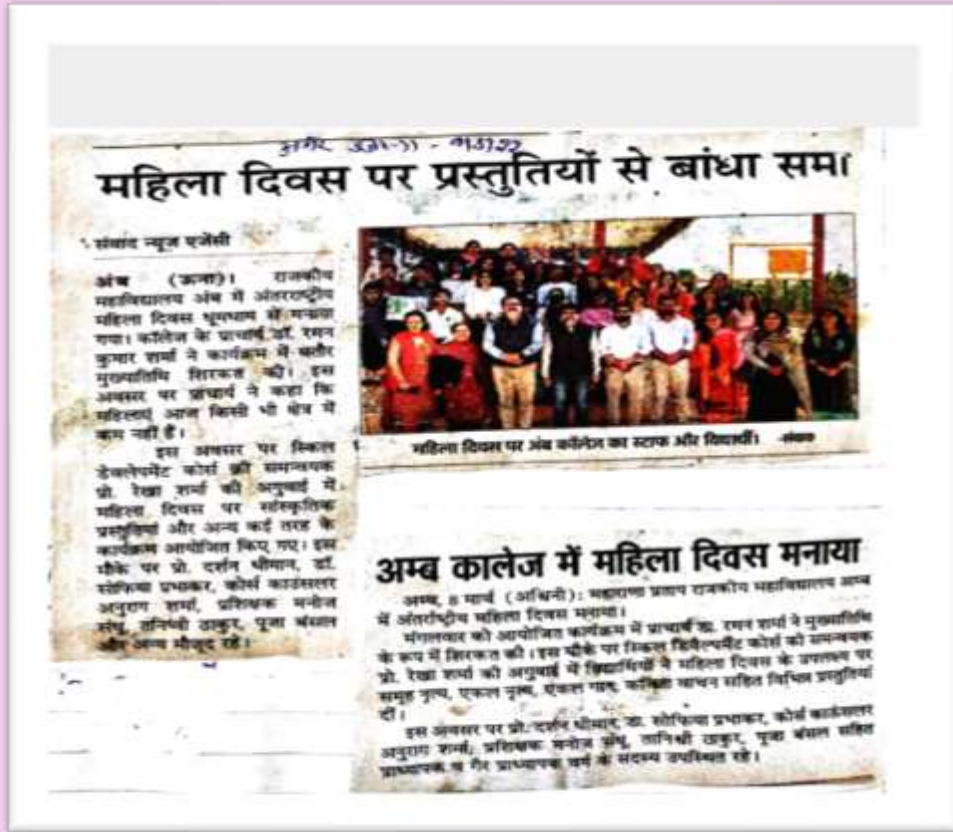 महिला दिवस पर प्रस्तुतियों से बांधा समा
संवाद न्यूज एजेंसी
अंब (ऊना)। राजकीय
महाविद्यालय अंब में अंतरराष्ट्रीय
महिला दिवस धूमधाम से मनाया
गया। कॉलेज के प्राचार्य डॉ. रमन
कुमार शर्मा ने कार्यक्रम में बतौर
मुख्यातिथि शिरकत की। इस
अवसर पर प्राचार्य ने कहा कि
महिलाएं आज किसी भी क्षेत्र में
कम नहीं हैं।
इस अवसर पर स्किल
डेवलेपमेंट कोर्स की समन्वयक
प्रो. रेखा शर्मा की अगुवाई में
महिला दिवस पर सांस्कृतिक
प्रस्तुतियां और अन्य कई तरह के
कार्यक्रम आयोजित किए गए। इस
मौके पर प्रो. दर्शन धीमान, डॉ.
सोफिया प्रभाकर, कोर्स काउंसलर
अनुराग शर्मा, प्रशिक्षक मनोज
संधू, तानिष्वी ठाकुर, पूजा बंसल
और अन्य मौजूद रहे।
महिला दिवस पर अंब कॉलेज का स्टाफ और विद्यार्थी। -संवाद
अम्ब कालेज में महिला दिवस मनाया
अम्ब, 8 मार्च (अश्विनी): महाराणा प्रताप राजकीय महाविद्यालय अम्ब
में अंतर्राष्ट्रीय महिला दिवस मनाया।
मंगलवार को आयोजित कार्यक्रम में प्राचार्य डा. रमन शर्मा ने मुख्यातिथि
के रूप में शिरकत की। इस मौके पर स्किल डिवैल्पमैंट कोर्स की समन्वयक
प्रो. रेखा शर्मा की अगुवाई में विद्यार्थियों ने महिला दिवस के उपलक्ष्य पर
समूह नृत्य, एकल नृत्य, एकल गान, कविता वाचन सहित विभिन्न प्रस्तुतियां
दीं।
इस अवसर पर प्रो. दर्शन धीमान, डा. सोफिया प्रभाकर, कोर्स काऊंसलर
अनुराग शर्मा, प्रशिक्षक मनोज संधू, तानिश्वी ठाकुर, पूजा बंसल सहित
प्राध्यापक व गैर प्राध्यापक वर्ग के सदस्य उपस्थित रहे।